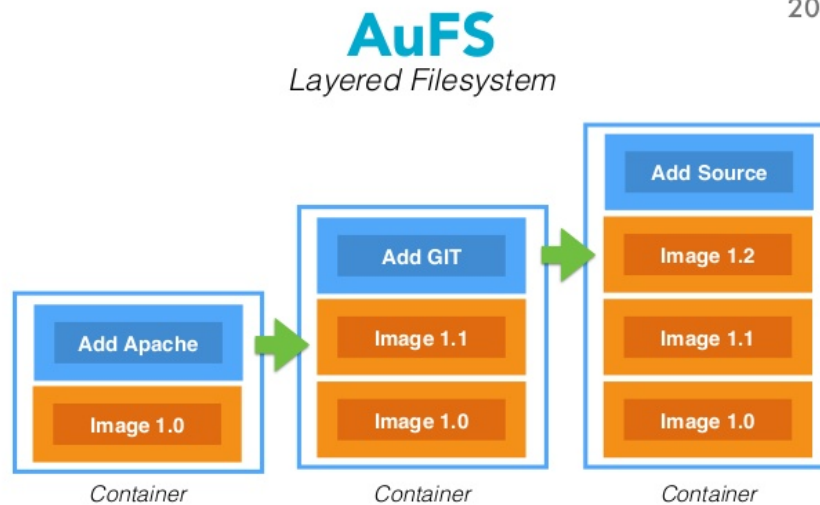 20
AuFS
Layered Filesystem
Add Apache
Image 1.0
Container
Add GIT
Image 1.1
Image 1.0
Container
Add Source
Image 1.2
Image 1.1
Image 1.0
Container